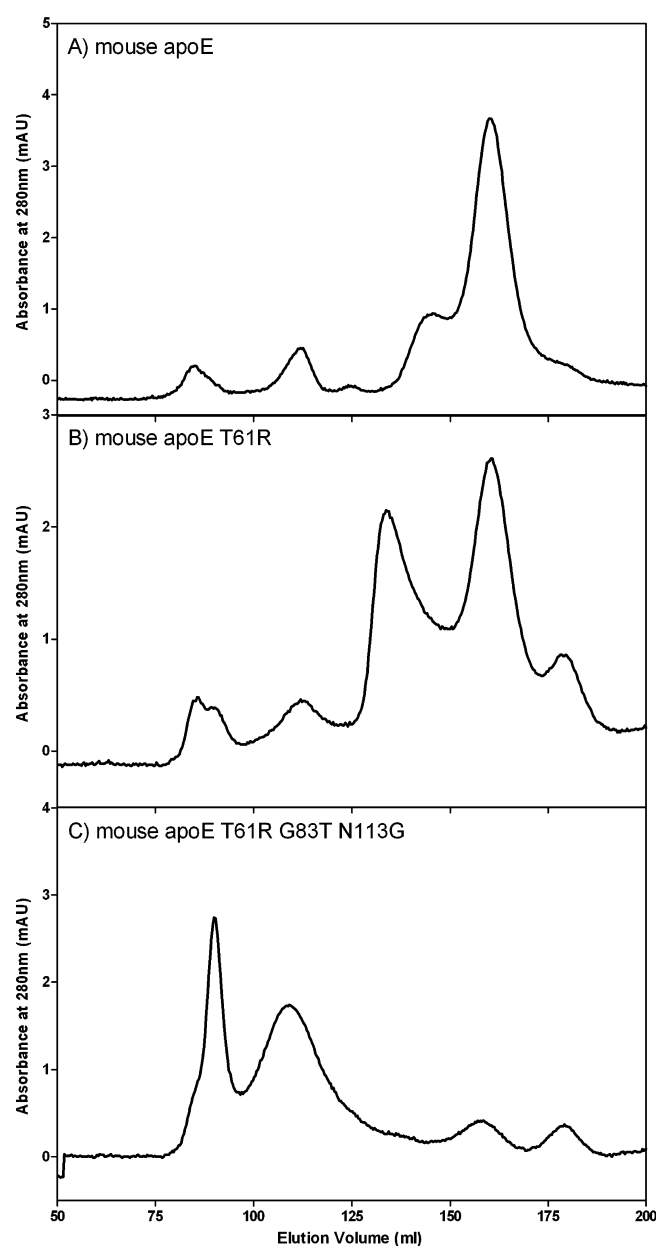 A) mouse apoE
Absorbance at 280nm (mAU)
5
4
3
2
1
0
B) mouse apoE T61R
Absorbance at 280nm (mAU)
3
2
1
0
C) mouse apoE T61R G83T N113G
Absorbance at 280nm (mAU)
4
3
2
1
0
50 75 100 125 150 175 200
Elution Volume (ml)